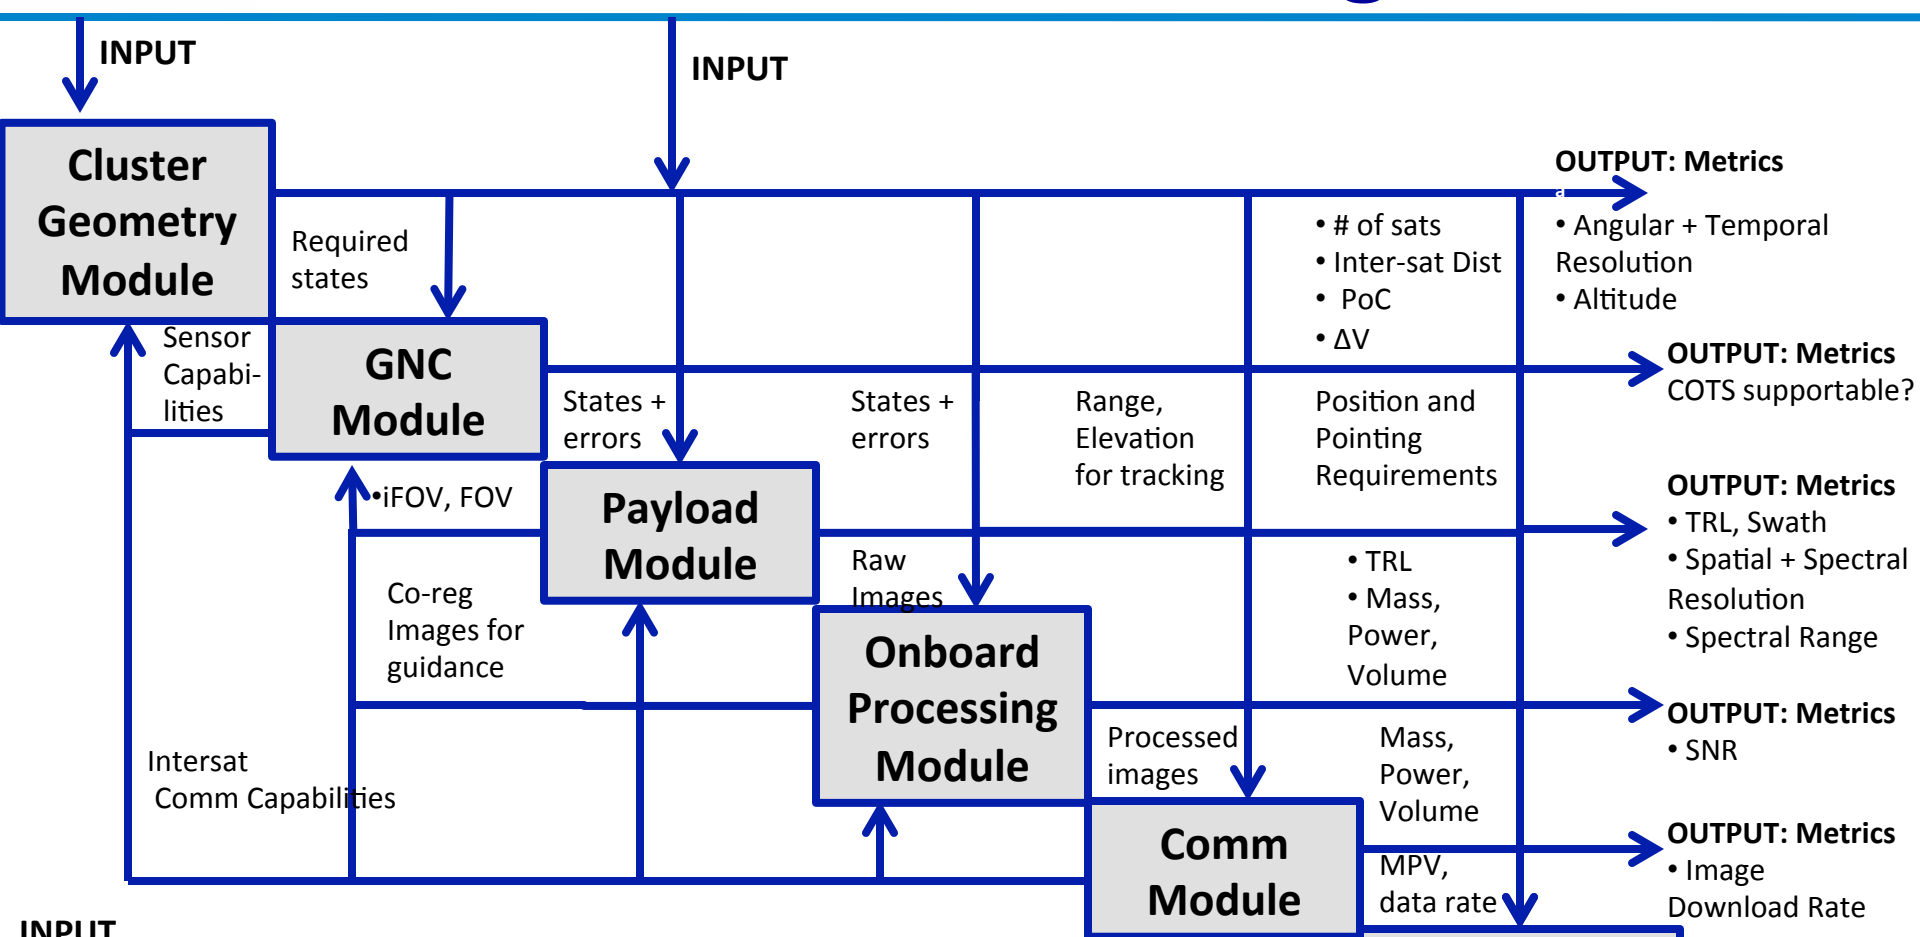 INPUT
INPUT
Cluster
Geometry
Module
OUTPUT: Metrics
a
• Angular + Temporal
Resolution
• Altitude
Required
states
• # of sats
• Inter-sat Dist
• PoC
• ΔV
Sensor
Capabi-
lities
GNC
Module
OUTPUT: Metrics
COTS supportable?
States +
errors
States +
errors
Range,
Elevation
for tracking
Position and
Pointing
Requirements
•iFOV, FOV
Payload
Module
OUTPUT: Metrics
• TRL, Swath
• Spatial + Spectral
Resolution
• Spectral Range
Raw
Images
• TRL
• Mass,
Power,
Volume
Co-reg
Images for
guidance
Onboard
Processing
Module
OUTPUT: Metrics
• SNR
Processed
images
Mass,
Power,
Volume
Intersat
Comm Capabilities
Comm
Module
OUTPUT: Metrics
• Image
Download Rate
MPV,
data rate
INPUT